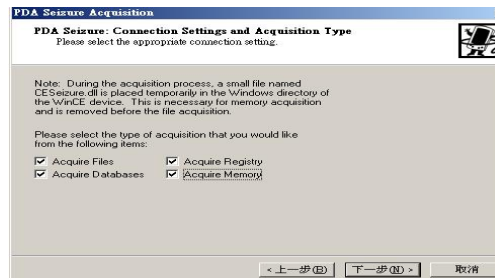 PDA Seizure Acquisition
PDA Seizure: Connection Settings and Acquisition Type
Please select the appropriate connection setting.
Note: During the acquisition process, a small file named
CESeizure.dll is placed temporarily in the Windows directory of
the WinCE device. This is necessary for memory acquisition
and is removed before the file acquisition.
Please select the type of acquisition that you would like
from the following items:
Acquire Files Acquire Registry
Acquire Databases Acquire Memory
<上一步(B) 下一步(N)> 取消